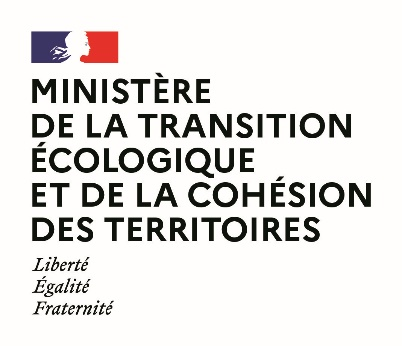 MINISTÈRE
DE LA TRANSITION
ÉCOLOGIQUE
ET DE LA COHÉSION
DES TERRITOIRES
Liberté
Égalité
Fraternité